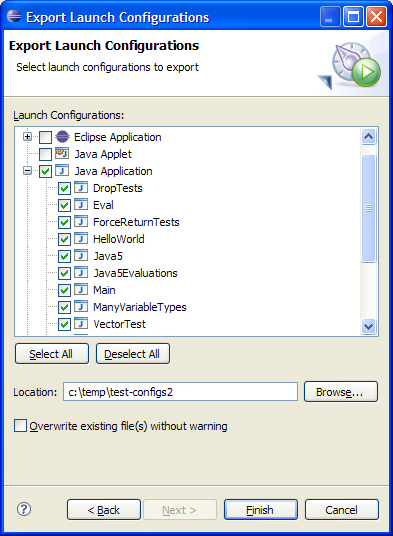 Export Launch Configurations
Export Launch Configurations
Select launch configurations to export
Launch Configurations:
Eclipse Application
Java Applet
Java Application
DropTests
Eval
ForceReturnTests
HelloWorld
Java5
Java5Evaluations
Main
ManyVariableTypes
VectorTest
Select All Deselect All
Location: c:\temp\test-configs2 Browse...
Overwrite existing file(s) without warning
? < Back Next > Finish Cancel